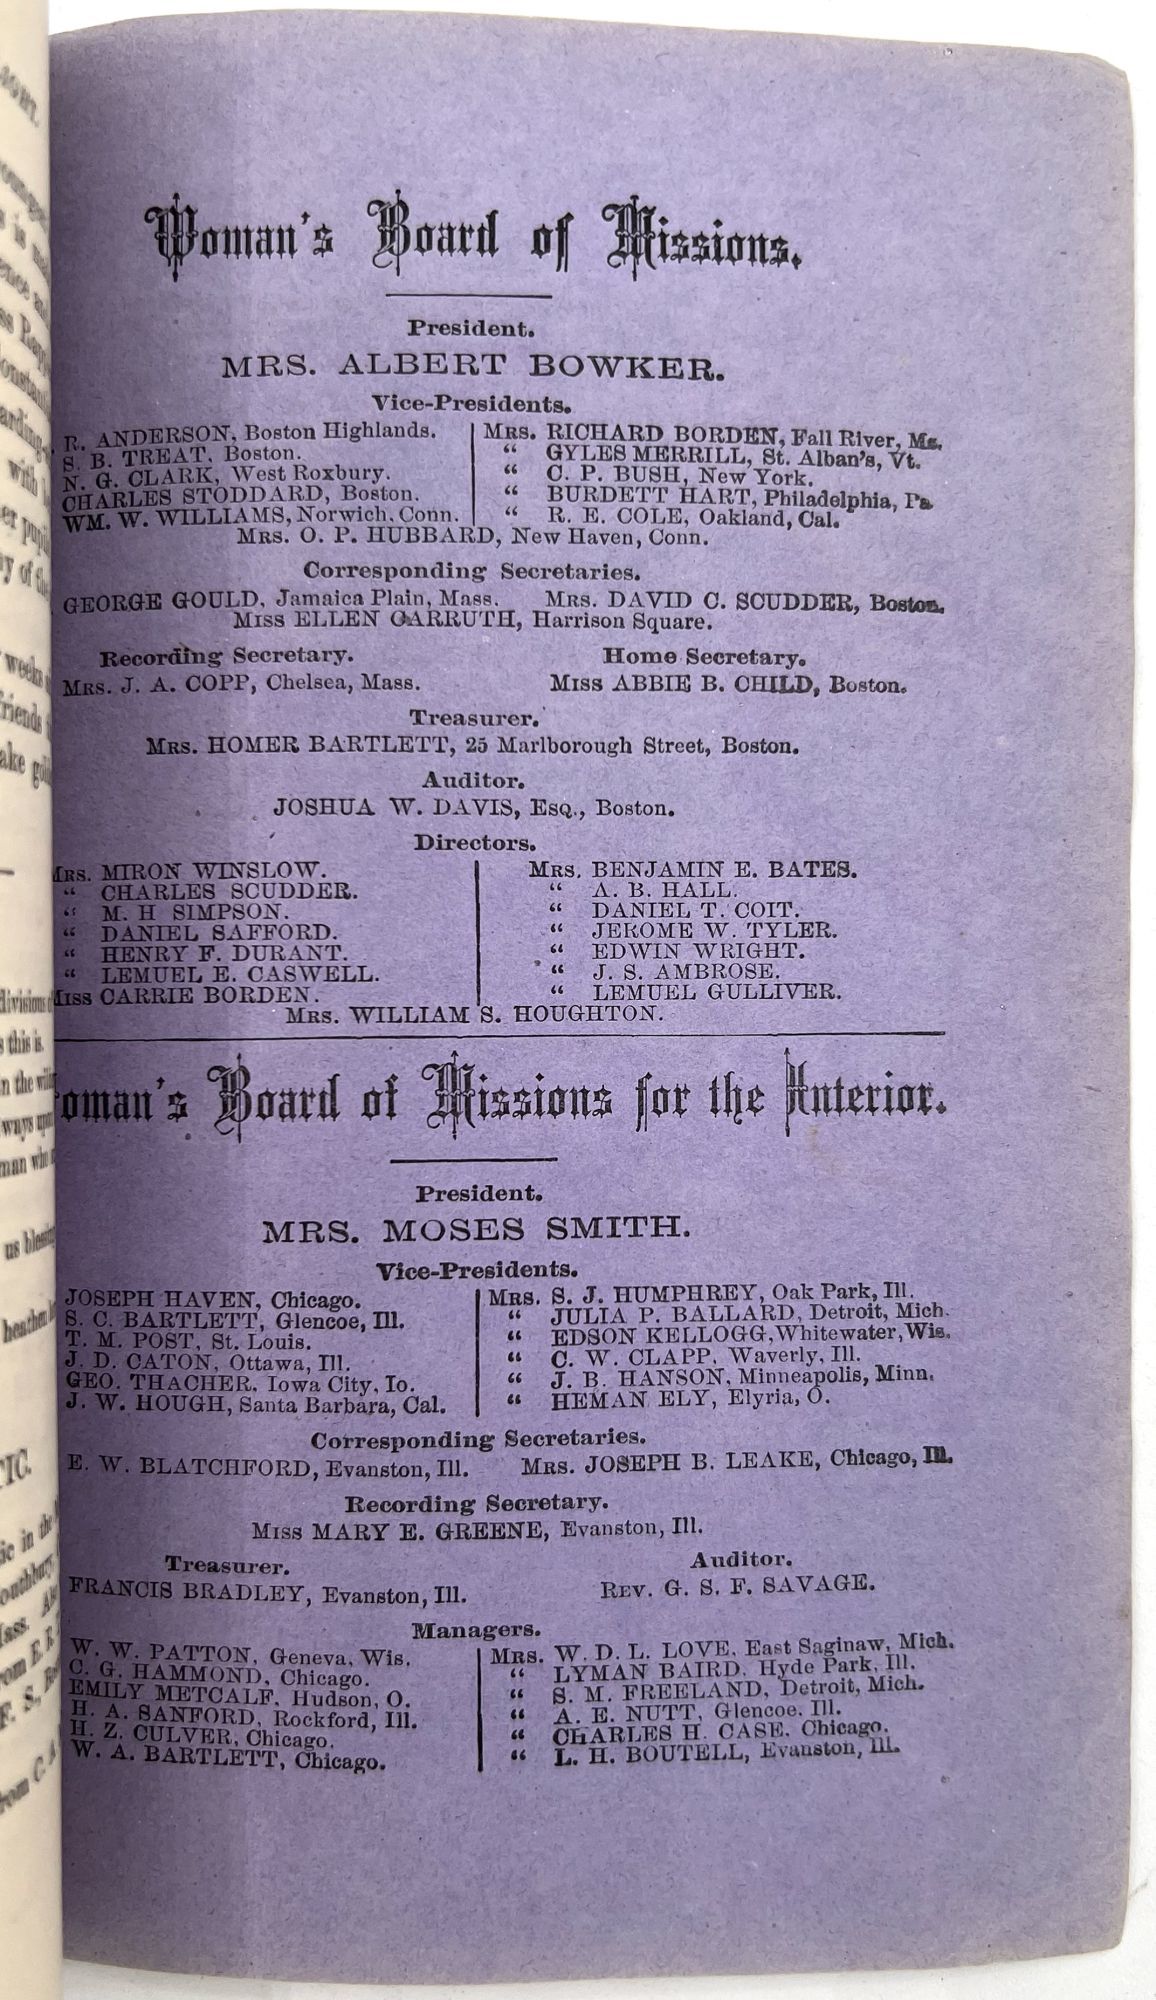 Woman's Board of Missions.
President.
MRS. ALBERT BOWKER.
Vice-Presidents.
R. ANDERSON, Boston Highlands.
S. B. TREAT, Boston.
N. G. CLARK, West Roxbury.
CHARLES STODDARD, Boston.
WM. W. WILLIAMS, Norwich, Conn.
MRS. RICHARD BORDEN, Fall River, Ms.
“ GYLES MERRILL, St. Alban's, Vt.
“ C. P. BUSH, New York.
“ BURDETT HART, Philadelphia, Pa
“ R. E. COLE, Oakland, Cal.
MRS. O. P. HUBBARD, New Haven, Conn.
Corresponding Secretaries.
GEORGE GOULD, Jamaica Plain, Mass. MRS. DAVID C. SCUDDER, Boston.
MISS ELLEN CARRUTH, Harrison Square.
Recording Secretary.
MRS. J. A. COPP, Chelsea, Mass.
Home Secretary.
MISS ABBIE B. CHILD, Boston.
Treasurer.
MRS. HOMER BARTLETT, 25 Marlborough Street, Boston.
Auditor.
JOSHUA W. DAVIS, ESQ., Boston.
Directors.
MRS. MIRON WINSLOW.
“ CHARLES SCUDDER.
“ M. H SIMPSON.
“ DANIEL SAFFORD.
“ HENRY F. DURANT.
“ LEMUEL E. CASWELL.
MISS CARRIE BORDEN.
MRS. BENJAMIN E. BATES.
“ A. B. HALL.
“ DANIEL T. COIT.
“ JEROME W. TYLER.
“ EDWIN WRIGHT.
“ J. S. AMBROSE.
“ LEMUEL GULLIVER.
MRS. WILLIAM S. HOUGHTON.
oman's Board of Missions for the Interior.
President.
MRS. MOSES SMITH.
Vice-Presidents.
JOSEPH HAVEN, Chicago.
S. C. BARTLETT, Glencoe, Ill.
T. M. POST, St. Louis.
J. D. CATON, Ottawa, Ill.
GEO. THACHER, Iowa City, Io.
J. W. HOUGH, Santa Barbara, Cal.
MRS. S. J. HUMPHREY, Oak Park, Ill.
“ JULIA P. BALLARD, Detroit, Mich.
“ EDSON KELLOGG, Whitewater, Wis.
“ C. W. CLAPP, Waverly, Ill.
“ J. B. HANSON, Minneapolis, Minn.
“ HEMAN ELY, Elyria, O.
Corresponding Secretaries.
E. W. BLATCHFORD, Evanston, Ill. MRS. JOSEPH B. LEAKE, Chicago, Ill.
Recording Secretary.
MISS MARY E. GREENE, Evanston, Ill.
Treasurer.
FRANCIS BRADLEY, Evanston, Ill.
Auditor.
REV. G. S. F. SAVAGE.
Managers.
W. W. PATTON, Geneva, Wis.
C. G. HAMMOND, Chicago.
EMILY METCALF, Hudson, O.
H. A. SANFORD, Rockford, Ill.
H. Z. CULVER, Chicago.
W. A. BARTLETT, Chicago.
MRS. W. D. L. LOVE, East Saginaw, Mich.
“ LYMAN BAIRD, Hyde Park, Ill.
“ S. M. FREELAND, Detroit, Mich.
“ A. E. NUTT, Glencoe, Ill.
“ CHARLES H. CASE, Chicago.
“ L. H. BOUTELL, Evanston, Ill.